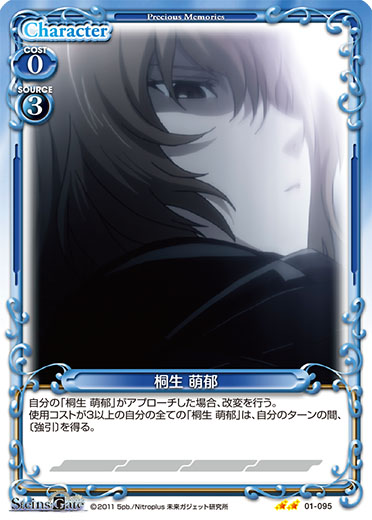 Precious Memories
Character
COST
0
SOURCE
3
桐生 萌郁
自分の「桐生 萌郁」がアプローチした場合、改変を行う。
使用コストが3以上の自分の全ての「桐生 萌郁」は、自分のターンの間、
〔強引〕を得る。
Steins;Gate
©2011 5pb./Nitroplus 未来ガジェット研究所
01-095